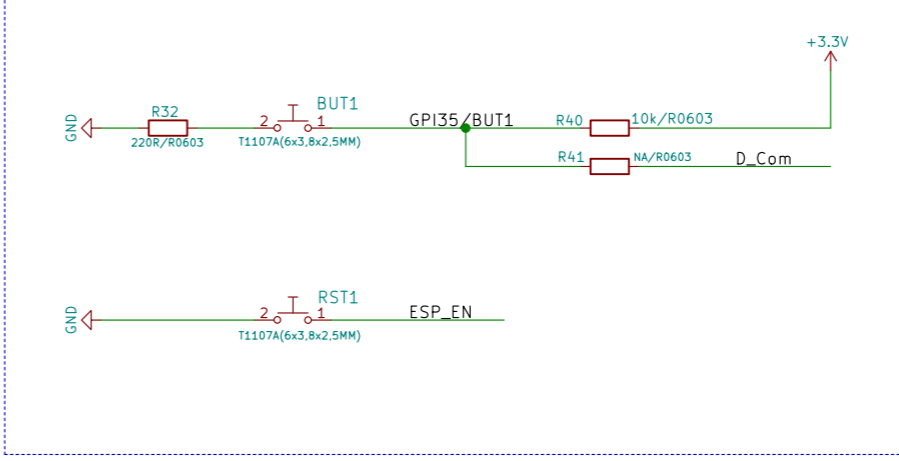 +3.3V
GND
R32
220R/R0603
2
BUT1
1
T1107A(6x3,8x2,5MM)
GPI35/BUT1
R40
10k/R0603
R41
NA/R0603
D_Com
GND
2
RST1
1
T1107A(6x3,8x2,5MM)
ESP_EN